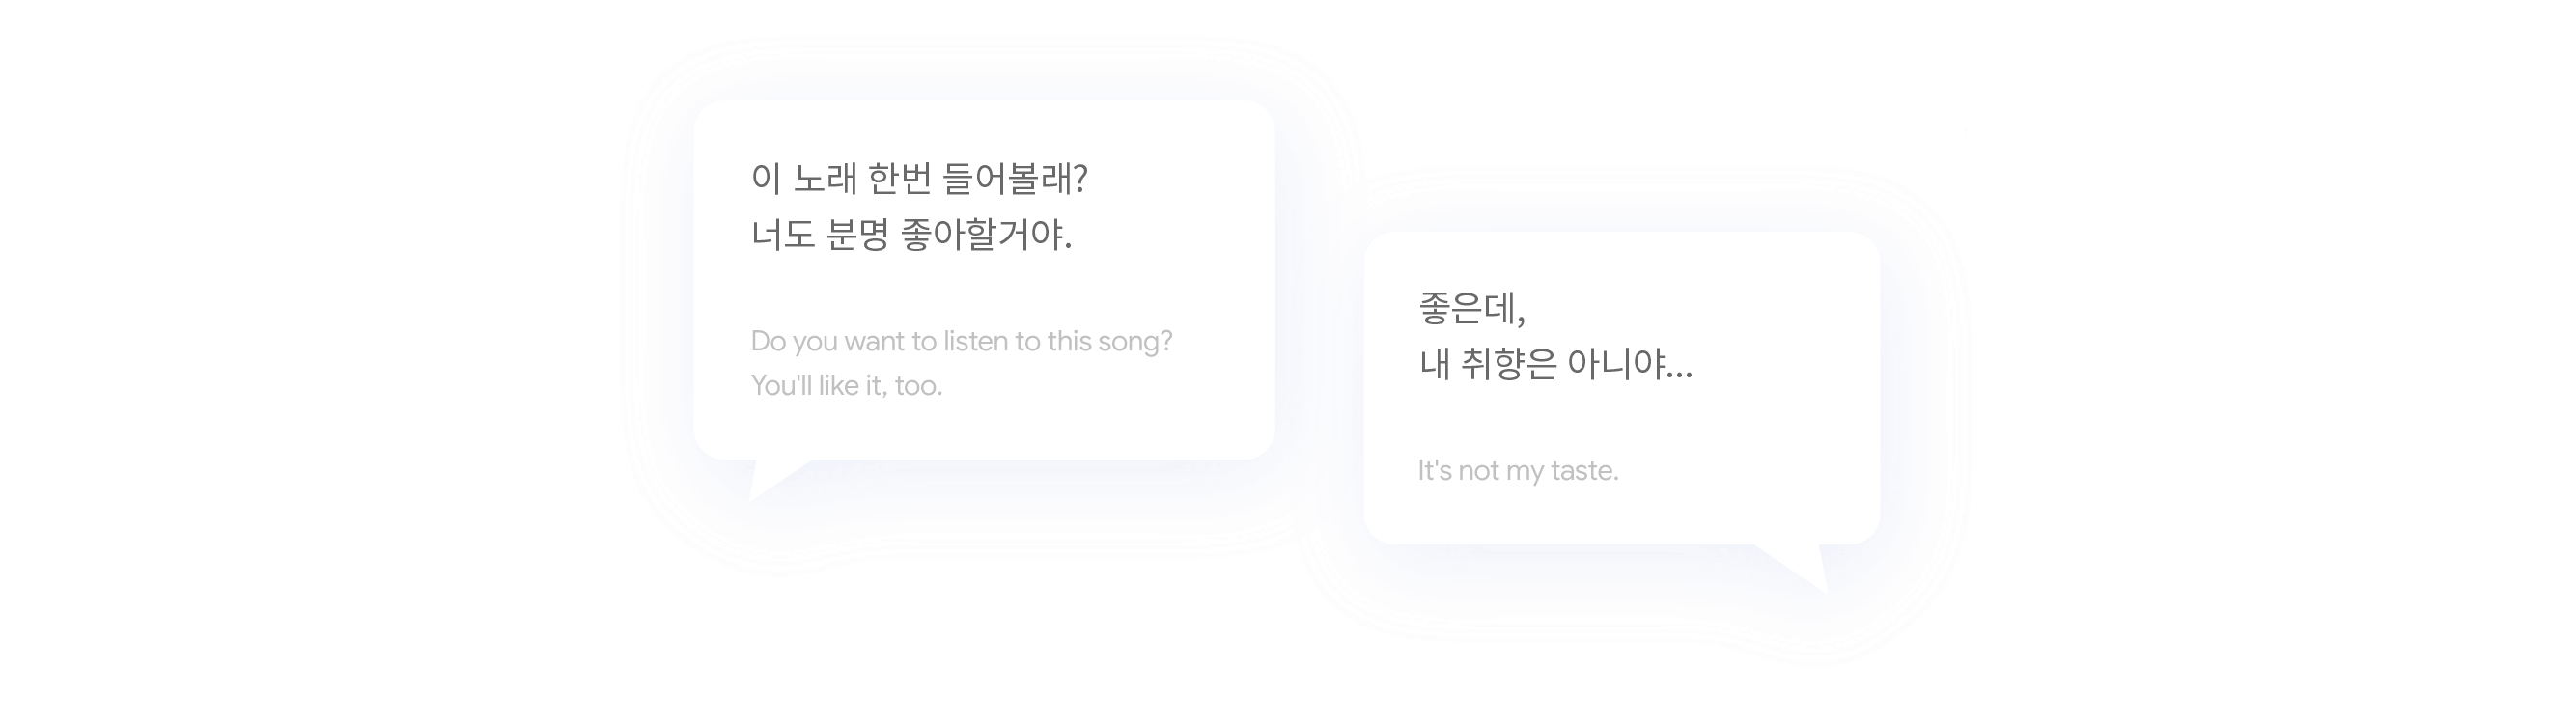 이 노래 한번 들어볼래?
너도 분명 좋아할거야.
Do you want to listen to this song?
You'll like it, too.
좋은데,
내 취향은 아니야...
It's not my taste.